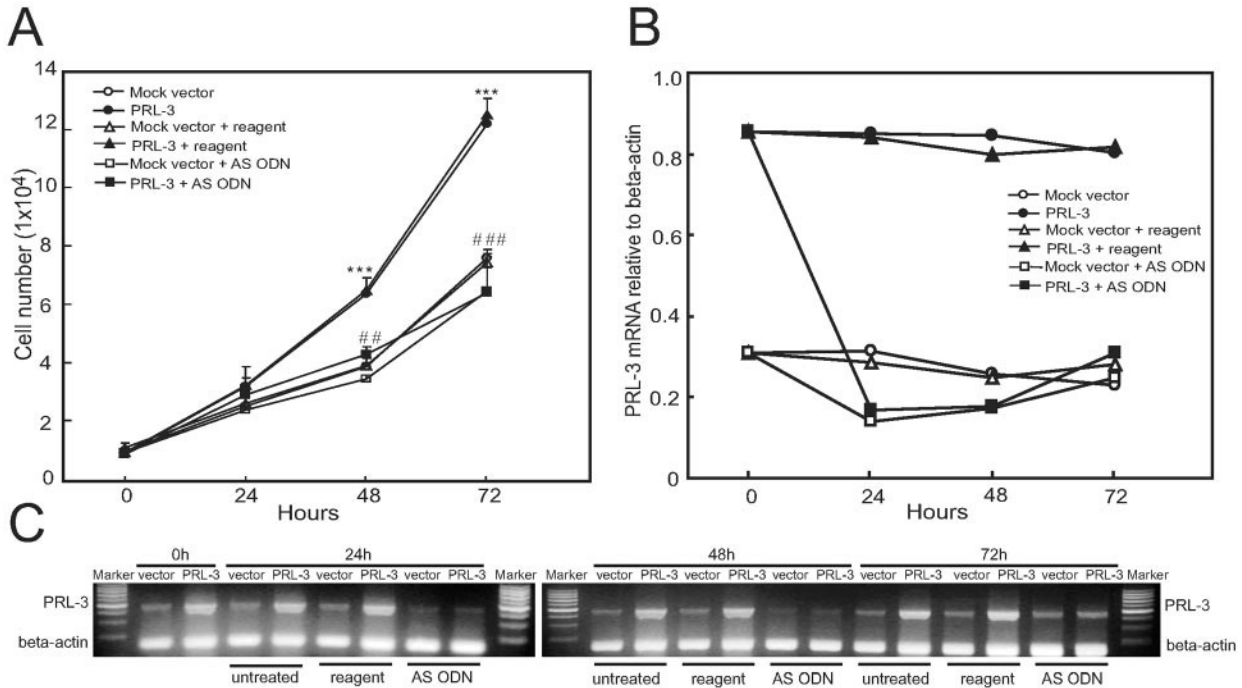 A
14
12
10
8
6
4
2
0
Cell number (1x10⁴)
Mock vector
PRL-3
Mock vector + reagent
PRL-3 + reagent
Mock vector + AS ODN
PRL-3 + AS ODN
***
***
##
###
0 24 48 72
Hours
B
1.0
0.8
0.6
0.4
0.2
0
PRL-3 mRNA relative to beta-actin
Mock vector
PRL-3
Mock vector + reagent
PRL-3 + reagent
Mock vector + AS ODN
PRL-3 + AS ODN
0 24 48 72
Hours
C
0h 24h
Marker vector PRL-3 vector PRL-3 vector PRL-3 vector PRL-3 Marker
PRL-3
beta-actin
untreated reagent AS ODN
48h 72h
Marker vector PRL-3 vector PRL-3 vector PRL-3 vector PRL-3 vector PRL-3 vector PRL-3 Marker
PRL-3
beta-actin
untreated reagent AS ODN untreated reagent AS ODN